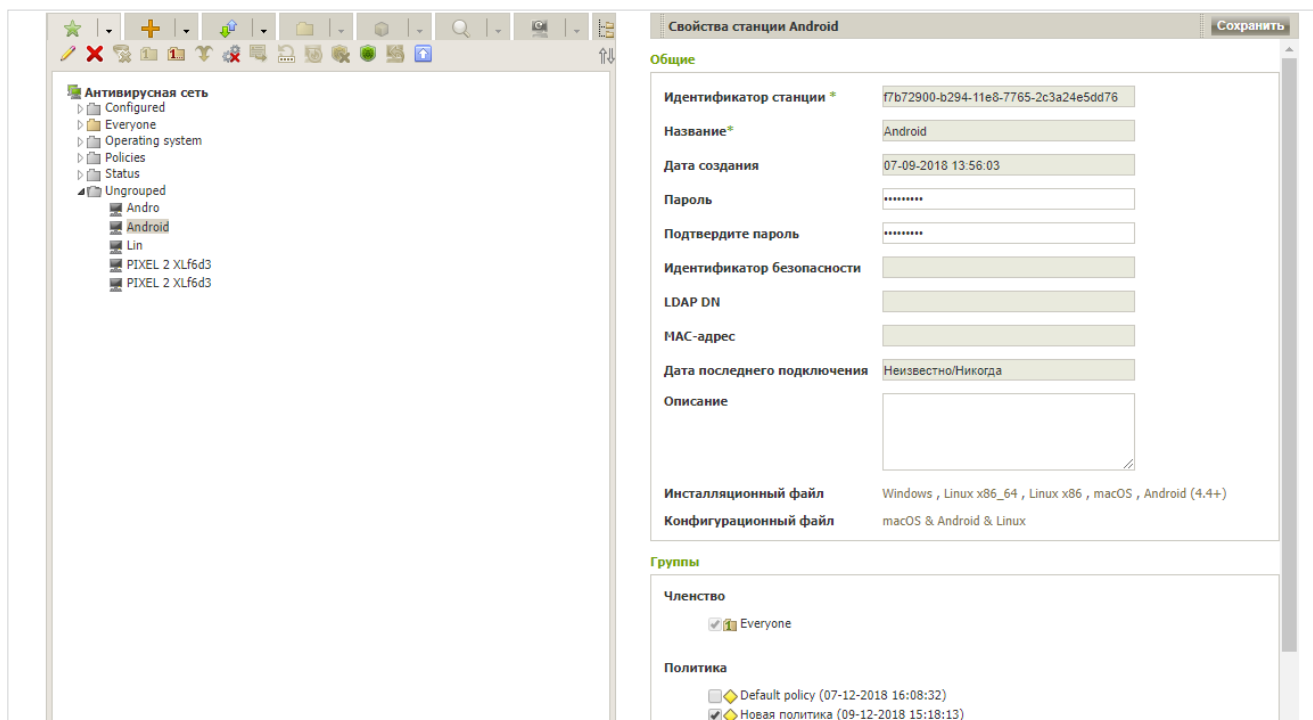 Антивирусная сеть
Configured
Everyone
Operating system
Policies
Status
Ungrouped
Andro
Android
Lin
PIXEL 2 XLf6d3
PIXEL 2 XLf6d3
Свойства станции Android
Сохранить
Общие
Идентификатор станции * f7b72900-b294-11e8-7765-2c3a24e5dd76
Название* Android
Дата создания 07-09-2018 13:56:03
Пароль •••••••••
Подтвердите пароль •••••••••
Идентификатор безопасности
LDAP DN
MAC-адрес
Дата последнего подключения Неизвестно/Никогда
Описание
Инсталляционный файл Windows , Linux x86_64 , Linux x86 , macOS , Android (4.4+)
Конфигурационный файл macOS & Android & Linux
Группы
Членство
Everyone
Политика
Default policy (07-12-2018 16:08:32)
Новая политика (09-12-2018 15:18:13)